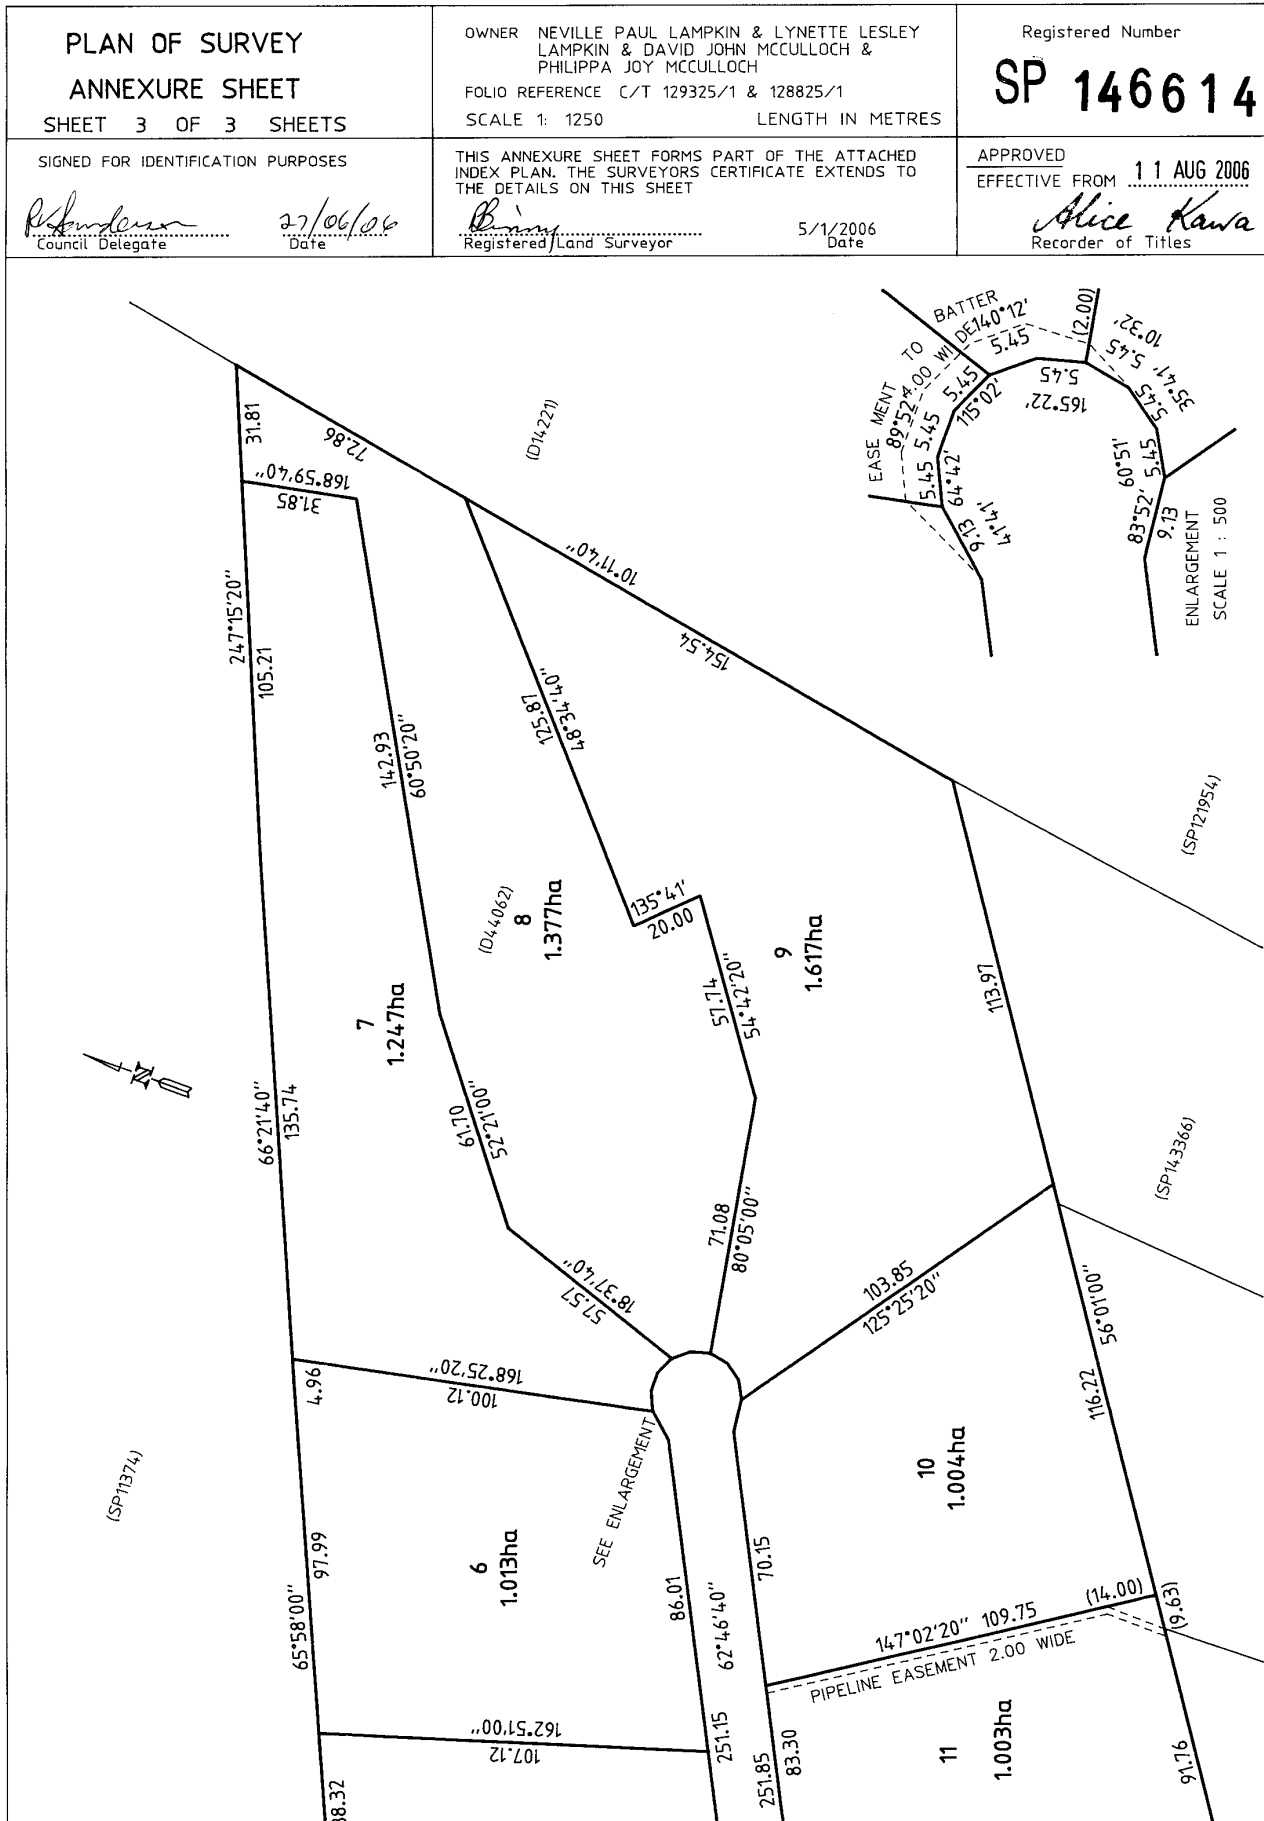 PLAN OF SURVEY
ANNEXURE SHEET
SHEET 3 OF 3 SHEETS
OWNER NEVILLE PAUL LAMPKIN & LYNETTE LESLEY
LAMPKIN & DAVID JOHN MCCULLOCH &
PHILIPPA JOY MCCULLOCH
FOLIO REFERENCE C/T 129325/1 & 128825/1
SCALE 1: 1250 LENGTH IN METRES
Registered Number
SP 146614
SIGNED FOR IDENTIFICATION PURPOSES
27/06/06
Council Delegate Date
THIS ANNEXURE SHEET FORMS PART OF THE ATTACHED
INDEX PLAN. THE SURVEYORS CERTIFICATE EXTENDS TO
THE DETAILS ON THIS SHEET
5/1/2006
Registered Land Surveyor Date
APPROVED
EFFECTIVE FROM 11 AUG 2006
Alice Kawa
Recorder of Titles
EASEMENT TO BATTER
4.00 WIDE
140°12'
5.45
(2.00)
10°32'
5.45
35°41'
5.45
89°52'
5.45
115°02'
5.45
165°22'
5.45
5.45
64°42'
60°51'
5.45
9.13
41°41'
83°52'
9.13
ENLARGEMENT
SCALE 1 : 500
31.81
72.86
(D14221)
168°59'40"
31.85
10°11'40"
154.54
247°15'20"
105.21
142.93
60°50'20"
125.87
48°34'40"
(SP121954)
(D44062)
8
1.377ha
135°41'
20.00
9
1.617ha
57.74
54°42'20"
113.97
7
1.247ha
N
66°21'40"
135.74
61.70
52°21'00"
71.08
80°05'00"
(SP143366)
18°37'40"
57.57
103.85
125°25'20"
56°01'00"
116.22
4.96
168°25'20"
100.12
SEE ENLARGEMENT
(SP11374)
10
1.004ha
97.99
65°58'00"
6
1.013ha
86.01
62°46'40"
70.15
147°02'20" 109.75
(14.00)
(9.63)
PIPELINE EASEMENT 2.00 WIDE
162°51'00"
107.12
251.15
251.85
83.30
11
1.003ha
91.76